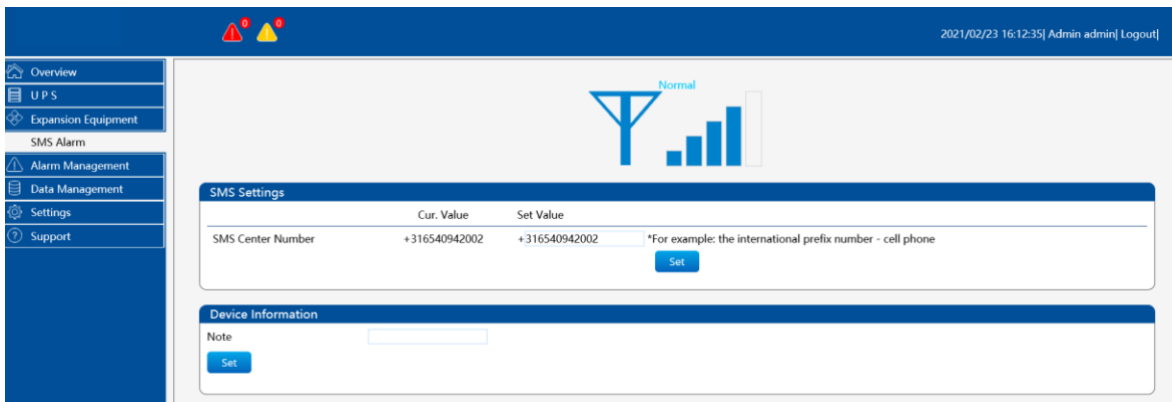 0 0
2021/02/23 16:12:35| Admin admin| Logout|
Overview
UPS
Expansion Equipment
SMS Alarm
Alarm Management
Data Management
Settings
Support
Normal
SMS Settings
Cur. Value Set Value
SMS Center Number +316540942002 +316540942002 *For example: the international prefix number - cell phone
Set
Device Information
Note
Set